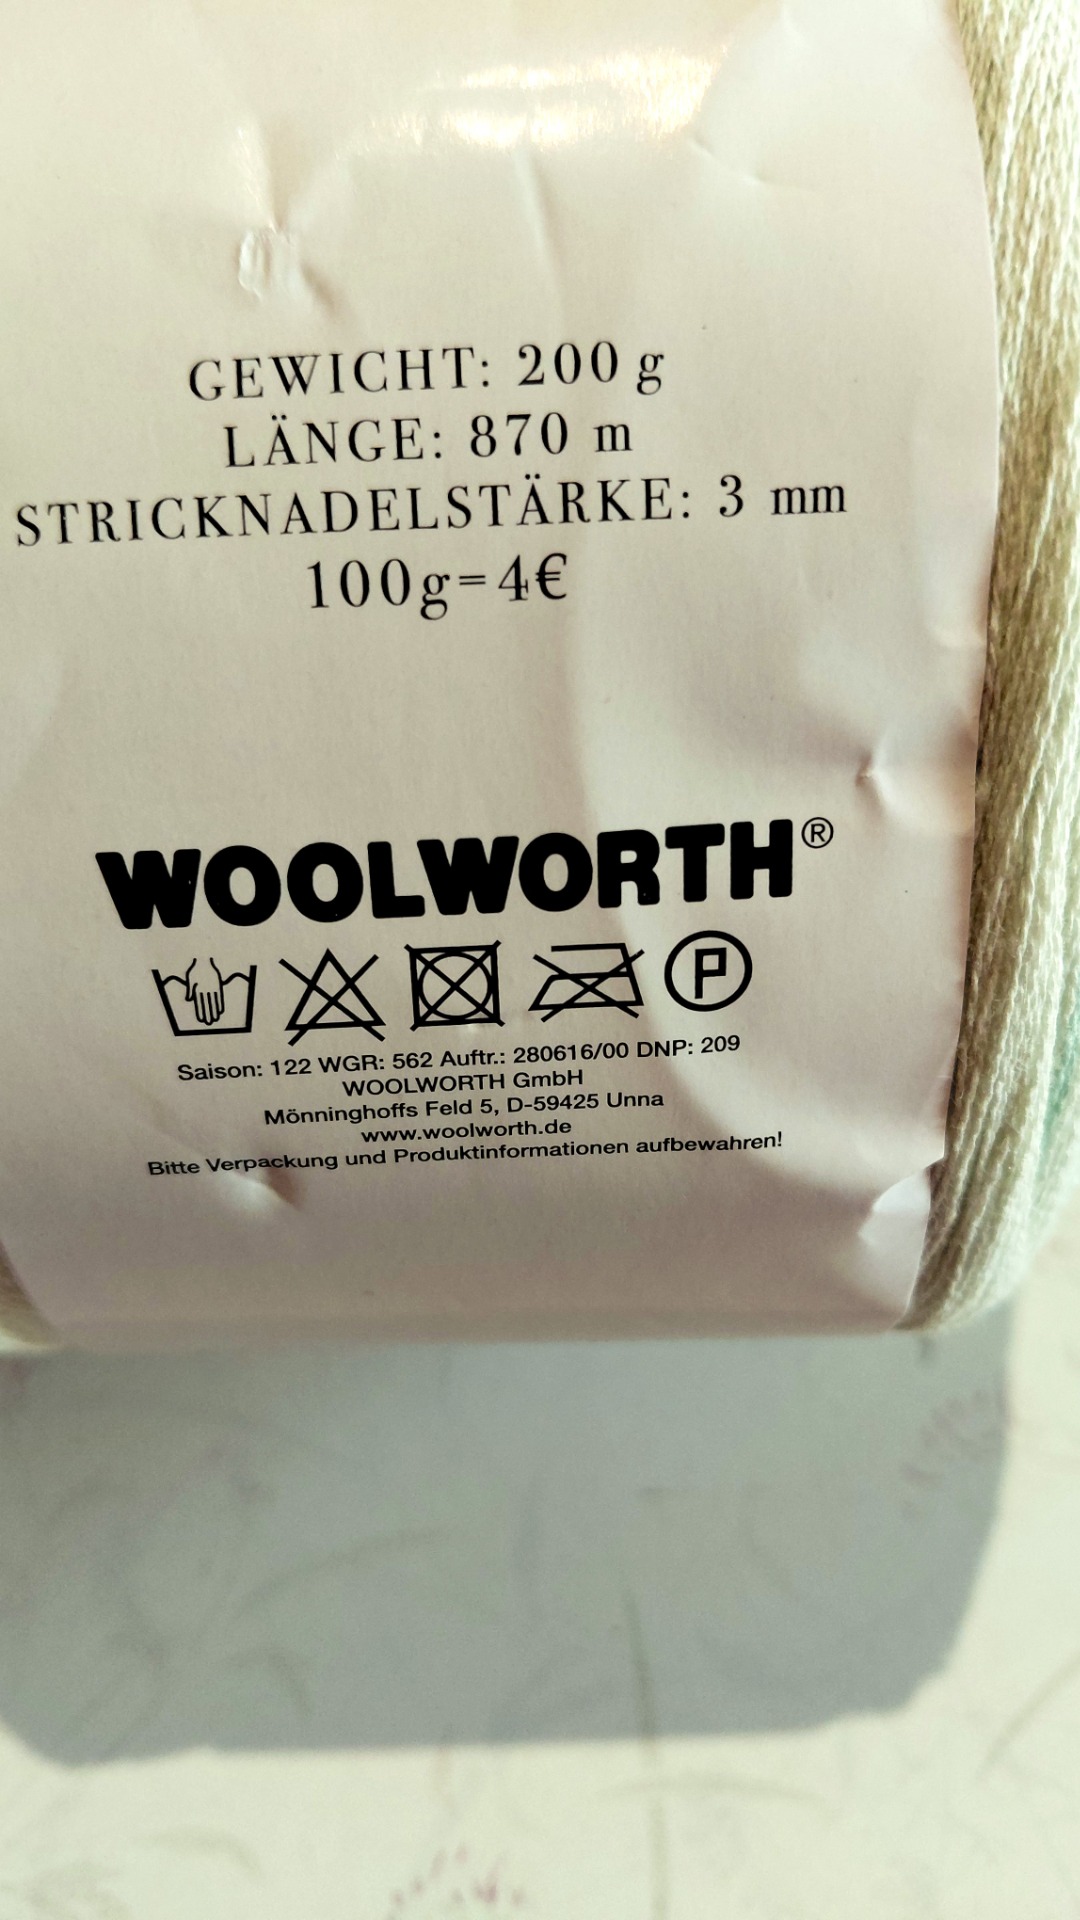 GEWICHT: 200 g
LÄNGE: 870 m
STRICKNADELSTÄRKE: 3 mm
100g=4€
WOOLWORTH®
P
Saison: 122 WGR: 562 Auftr.: 280616/00 DNP: 209
WOOLWORTH GmbH
Mönninghoffs Feld 5, D-59425 Unna
www.woolworth.de
Bitte Verpackung und Produktinformationen aufbewahren!